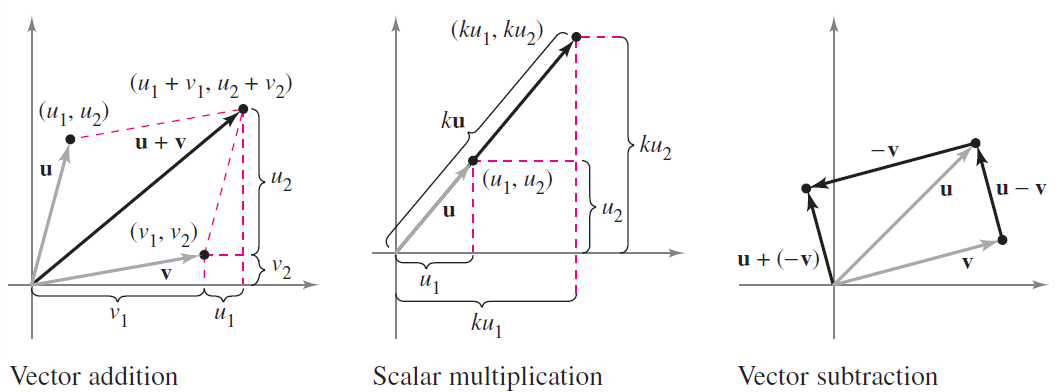 (u₁ + v₁, u₂ + v₂)
(u₁, u₂)
u + v
u
u₂
(v₁, v₂)
v
v₂
v₁
u₁
Vector addition
(ku₁, ku₂)
ku
ku₂
(u₁, u₂)
u
u₂
u₁
ku₁
Scalar multiplication
−v
u
u − v
u + (−v)
v
Vector subtraction